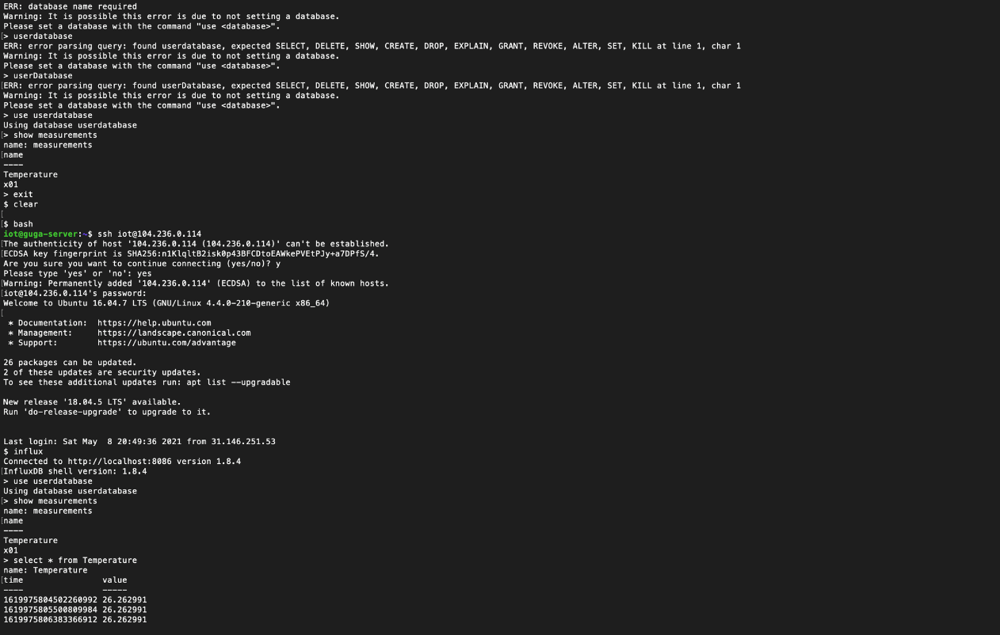 ERR: database name required
Warning: It is possible this error is due to not setting a database.
Please set a database with the command "use <database>".
[> userdatabase
ERR: error parsing query: found userdatabase, expected SELECT, DELETE, SHOW, CREATE, DROP, EXPLAIN, GRANT, REVOKE, ALTER, SET, KILL at line 1, char 1
Warning: It is possible this error is due to not setting a database.
Please set a database with the command "use <database>".
> userDatabase
[ERR: error parsing query: found userDatabase, expected SELECT, DELETE, SHOW, CREATE, DROP, EXPLAIN, GRANT, REVOKE, ALTER, SET, KILL at line 1, char 1
Warning: It is possible this error is due to not setting a database.
Please set a database with the command "use <database>".
> use userdatabase
Using database userdatabase
[> show measurements
name: measurements
[name
----
Temperature
x01
> exit
$ clear
[
[$ bash
iot@guga-server:~$ ssh iot@104.236.0.114
[The authenticity of host '104.236.0.114 (104.236.0.114)' can't be established.
[ECDSA key fingerprint is SHA256:n1KlqltB2isk0p43BFCDtoEAWkePVEtPJy+a7DPfS/4.
Are you sure you want to continue connecting (yes/no)? y
Please type 'yes' or 'no': yes
[Warning: Permanently added '104.236.0.114' (ECDSA) to the list of known hosts.
[iot@104.236.0.114's password:
Welcome to Ubuntu 16.04.7 LTS (GNU/Linux 4.4.0-210-generic x86_64)
[
* Documentation: https://help.ubuntu.com
* Management: https://landscape.canonical.com
* Support: https://ubuntu.com/advantage
26 packages can be updated.
2 of these updates are security updates.
To see these additional updates run: apt list --upgradable
New release '18.04.5 LTS' available.
Run 'do-release-upgrade' to upgrade to it.
Last login: Sat May  8 20:49:36 2021 from 31.146.251.53
$ influx
Connected to http://localhost:8086 version 1.8.4
[InfluxDB shell version: 1.8.4
> use userdatabase
Using database userdatabase
[> show measurements
name: measurements
[name
----
Temperature
x01
> select * from Temperature
name: Temperature
[time                value
----                -----
1619975804502260992 26.262991
1619975805500809984 26.262991
1619975806383366912 26.262991